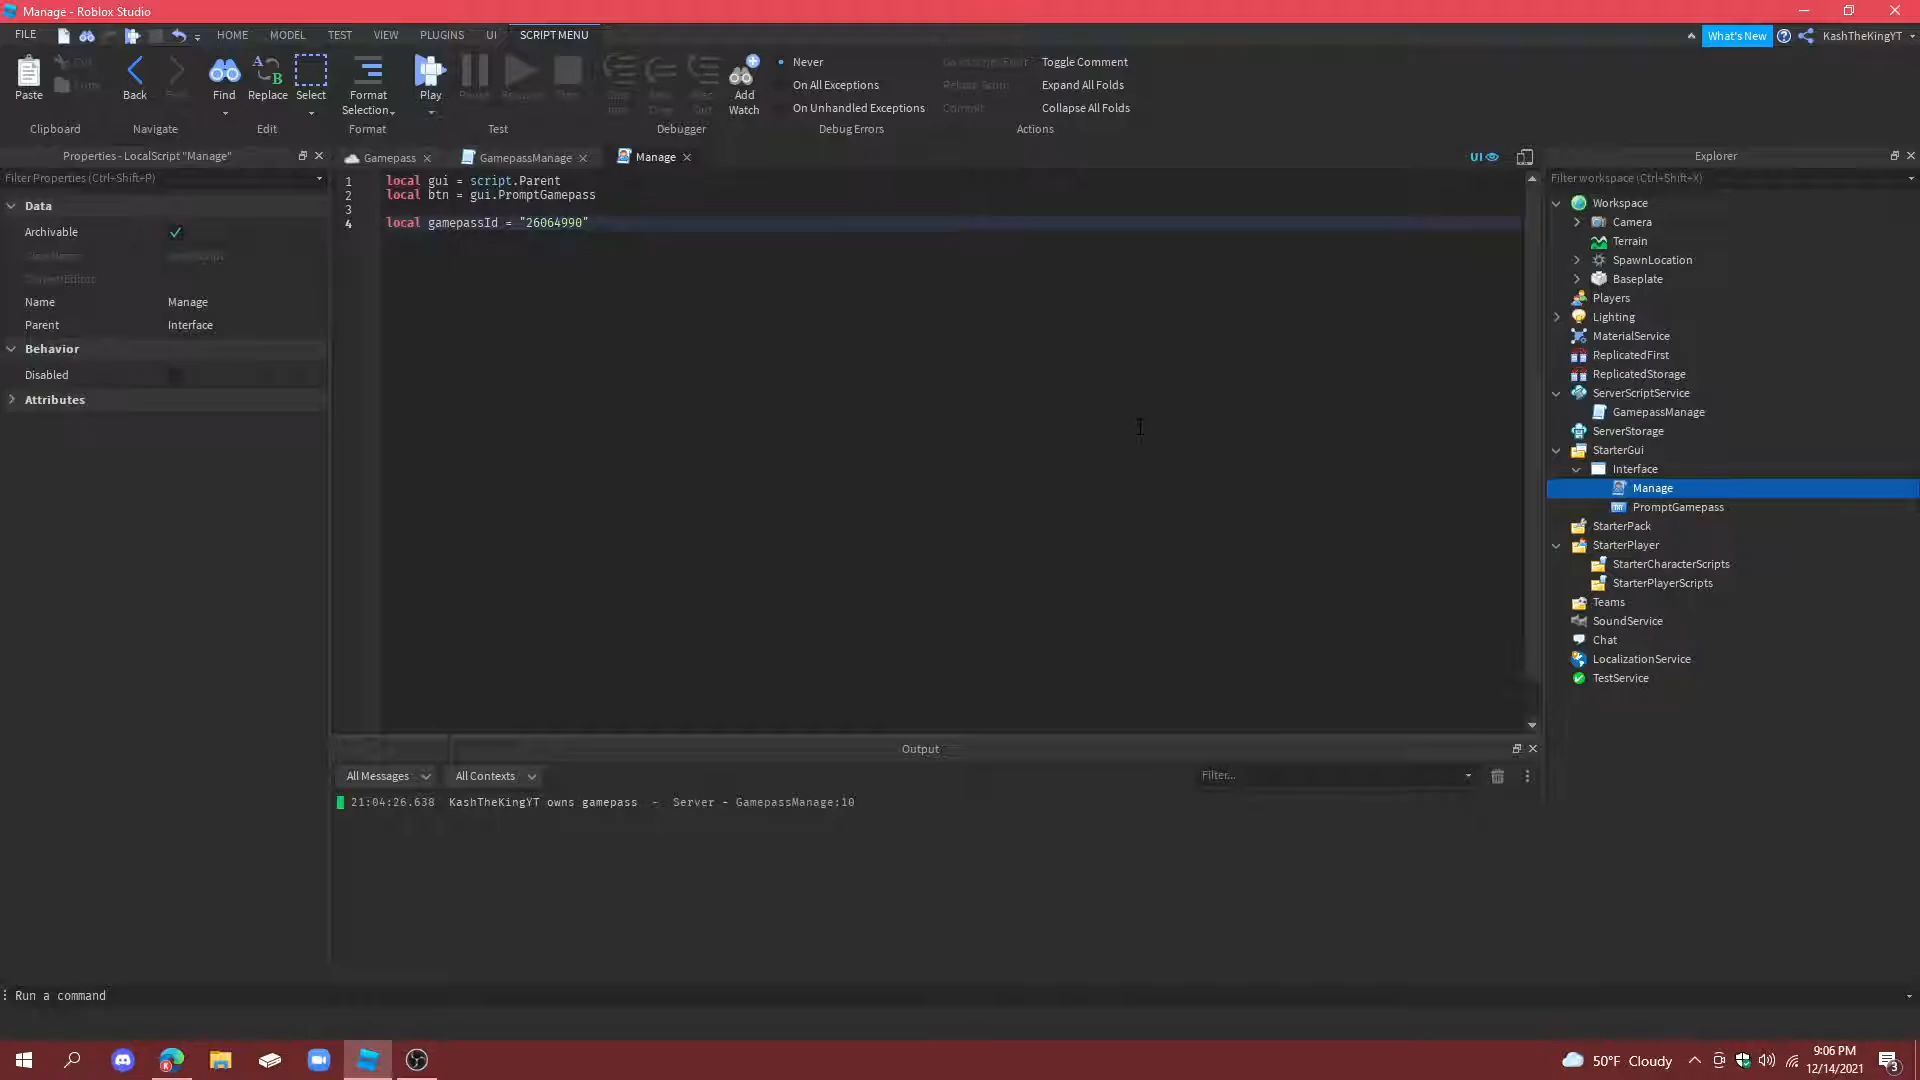 Manage - Roblox Studio
FILE
HOME
MODEL
TEST
VIEW
PLUGINS
UI
SCRIPT MENU
What's New
KashTheKingYT
Paste
Back
Find
Replace
Select
Format
Selection
Play
Add
Watch
Never
On All Exceptions
On Unhandled Exceptions
Toggle Comment
Expand All Folds
Collapse All Folds
Commit
Clipboard
Navigate
Edit
Format
Test
Debugger
Debug Errors
Actions
Properties - LocalScript "Manage"
Gamepass
GamepassManage
Manage
UI
Explorer
Filter Properties (Ctrl+Shift+P)
Filter workspace (Ctrl+Shift+X)
Data
Archivable
Name Manage
Parent Interface
Behavior
Disabled
Attributes
1 local gui = script.Parent
2 local btn = gui.PromptGamepass
3
4 local gamepassId = "26064990"
Workspace
Camera
Terrain
SpawnLocation
Baseplate
Players
Lighting
MaterialService
ReplicatedFirst
ReplicatedStorage
ServerScriptService
GamepassManage
ServerStorage
StarterGui
Interface
Manage
PromptGamepass
StarterPack
StarterPlayer
StarterCharacterScripts
StarterPlayerScripts
Teams
SoundService
Chat
LocalizationService
TestService
Output
All Messages
All Contexts
Filter...
21:04:26.638 KashTheKingYT owns gamepass - Server - GamepassManage:10
Run a command
50°F Cloudy
9:06 PM
12/14/2021
3